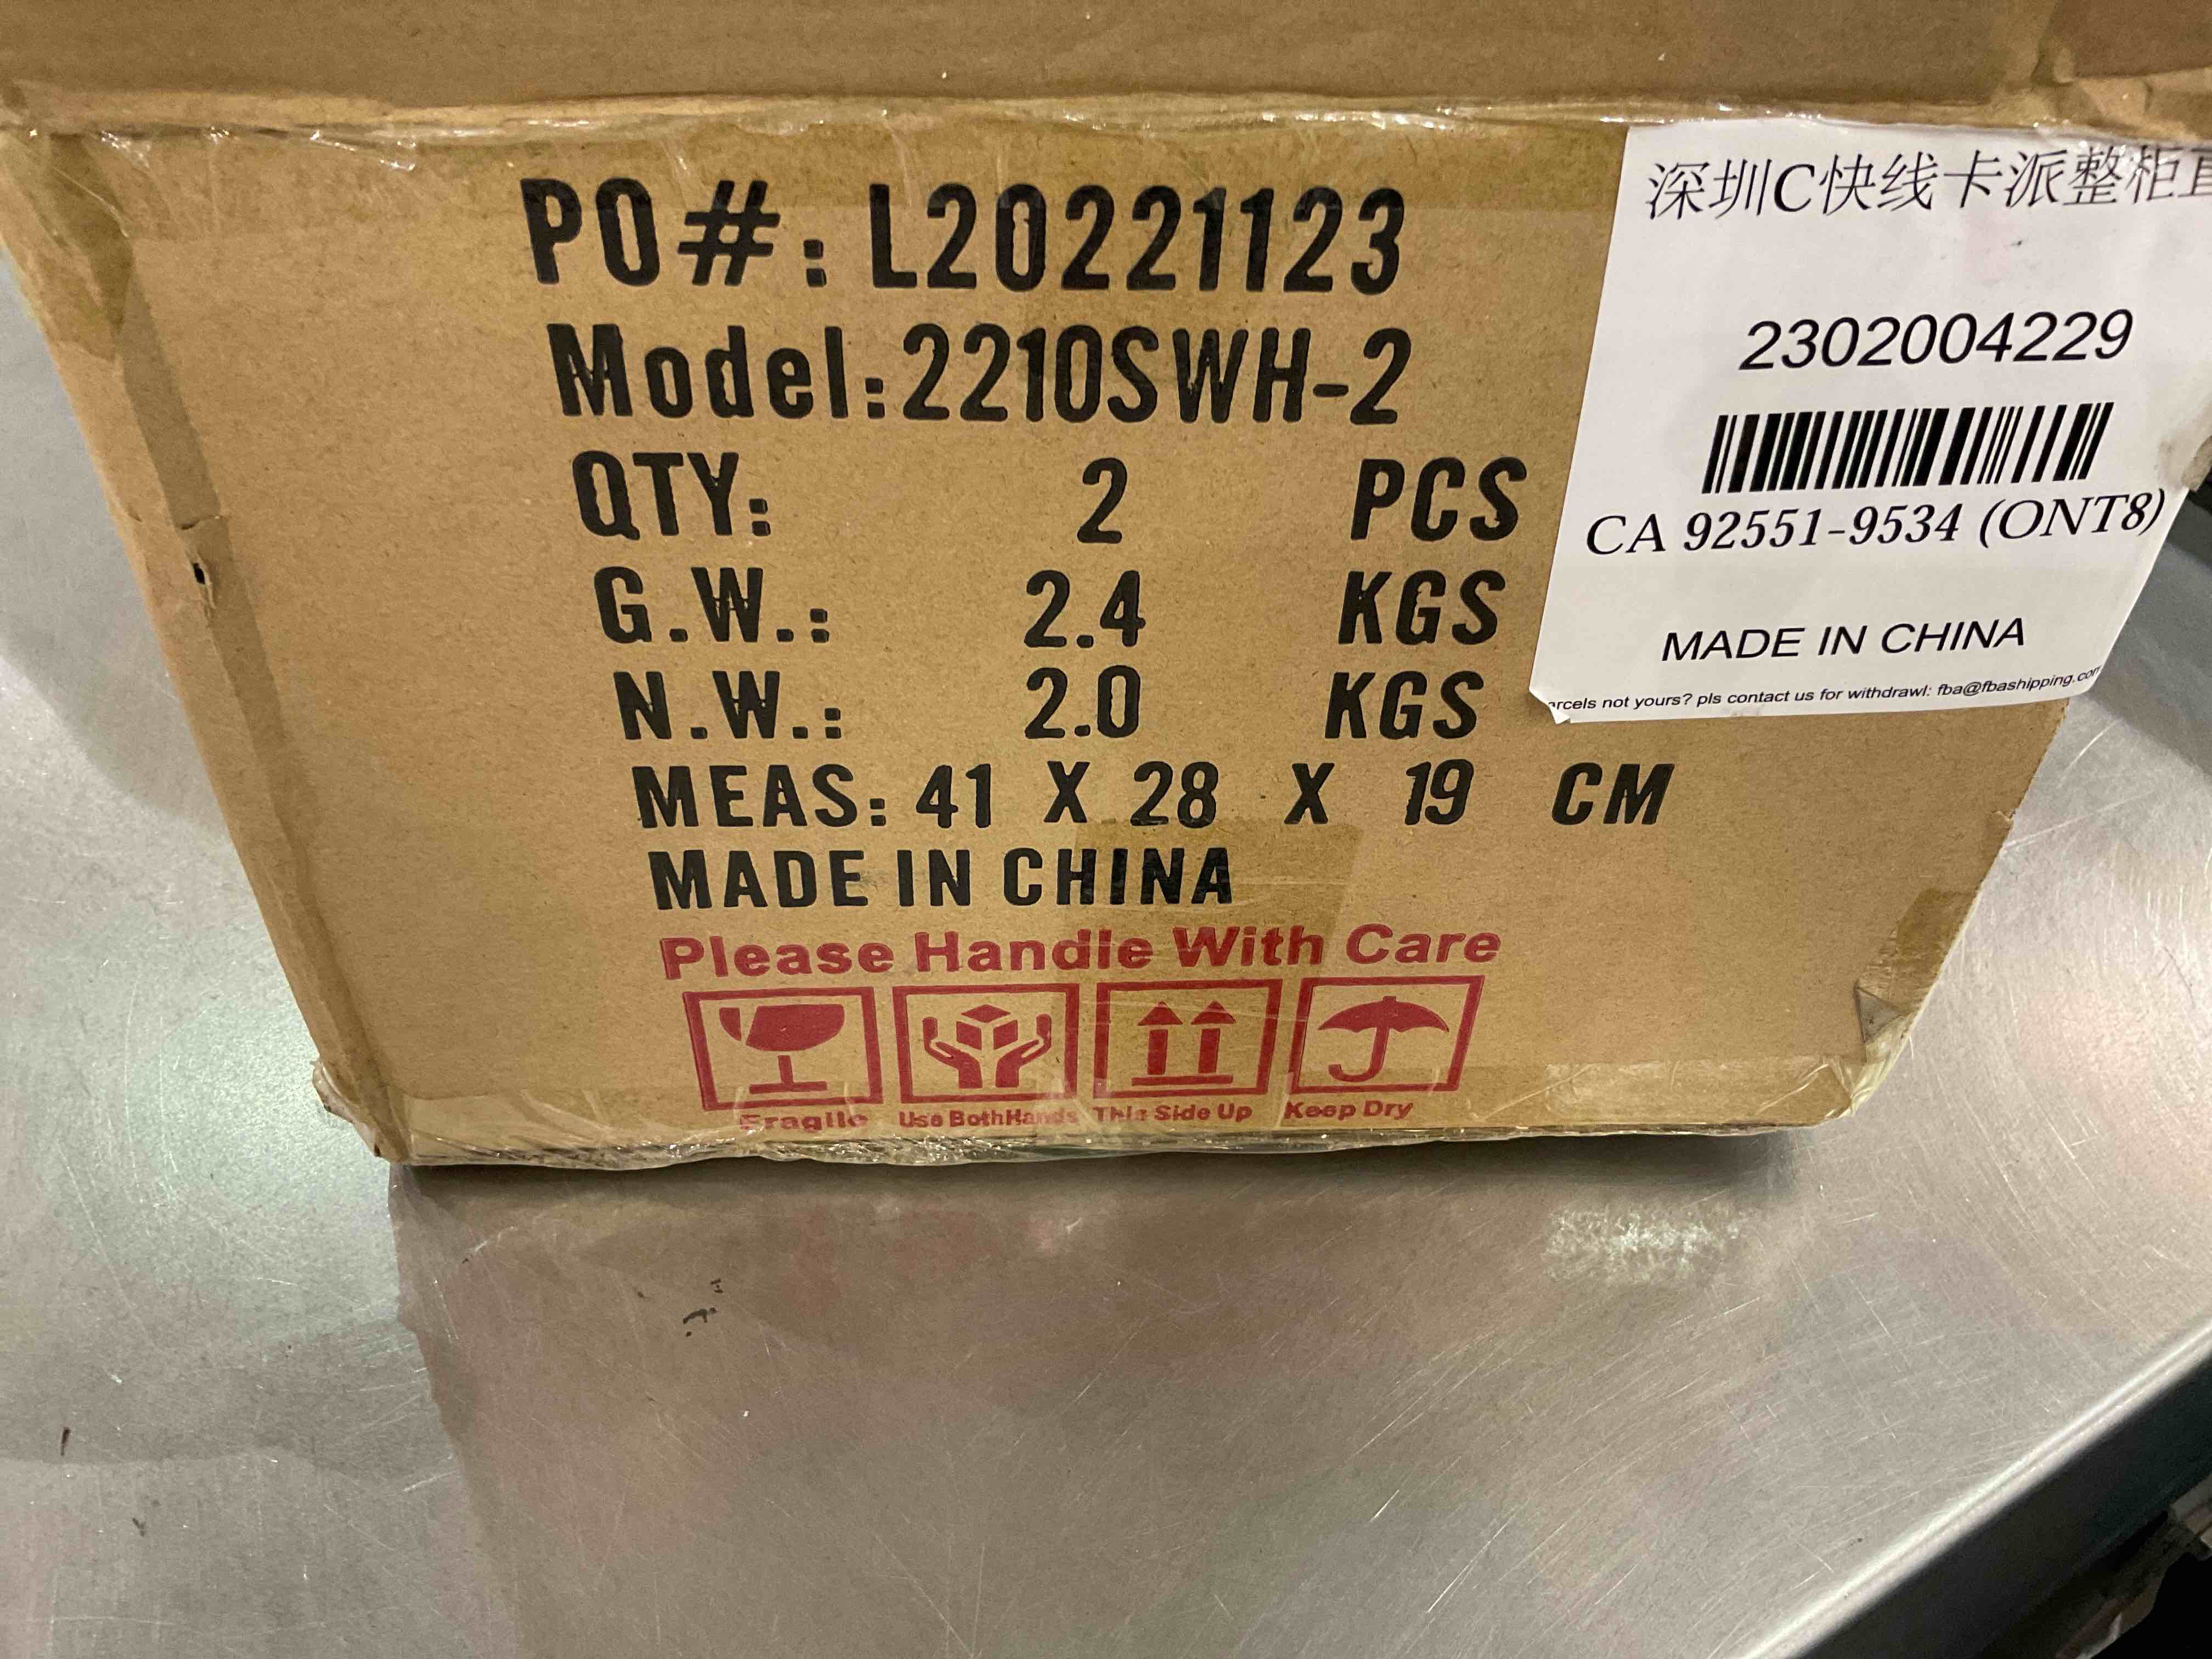 PO#: L20221123
Model:2210SWH-2
QTY: 2 PCS
G.W.: 2.4 KGS
N.W.: 2.0 KGS
MEAS: 41 X 28 X 19 CM
MADE IN CHINA
Please Handle With Care
Fragile
Use BothHands
This Side Up
Keep Dry
深圳C快线卡派整柜直
2302004229
CA 92551-9534 (ONT8)
MADE IN CHINA
arcels not yours? pls contact us for withdrawl: fba@fbashipping.com